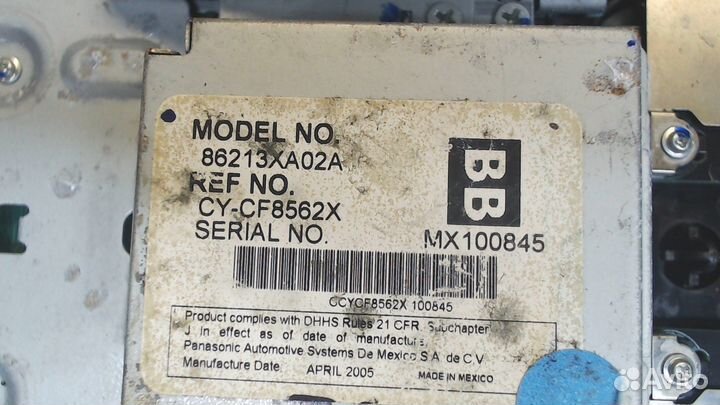 MODEL NO.
86213XA02A
REF NO.
CY-CF8562X
SERIAL NO.
BB
MX100845
CCYCF8562X 100845
Product complies with DHHS Rules 21 CFR, Subchapter
J in effect as of date of manufacture.
Panasonic Automotive Systems De Mexico S.A. de C.V
Manufacture Date: APRIL 2005 MADE IN MEXICO
Avito